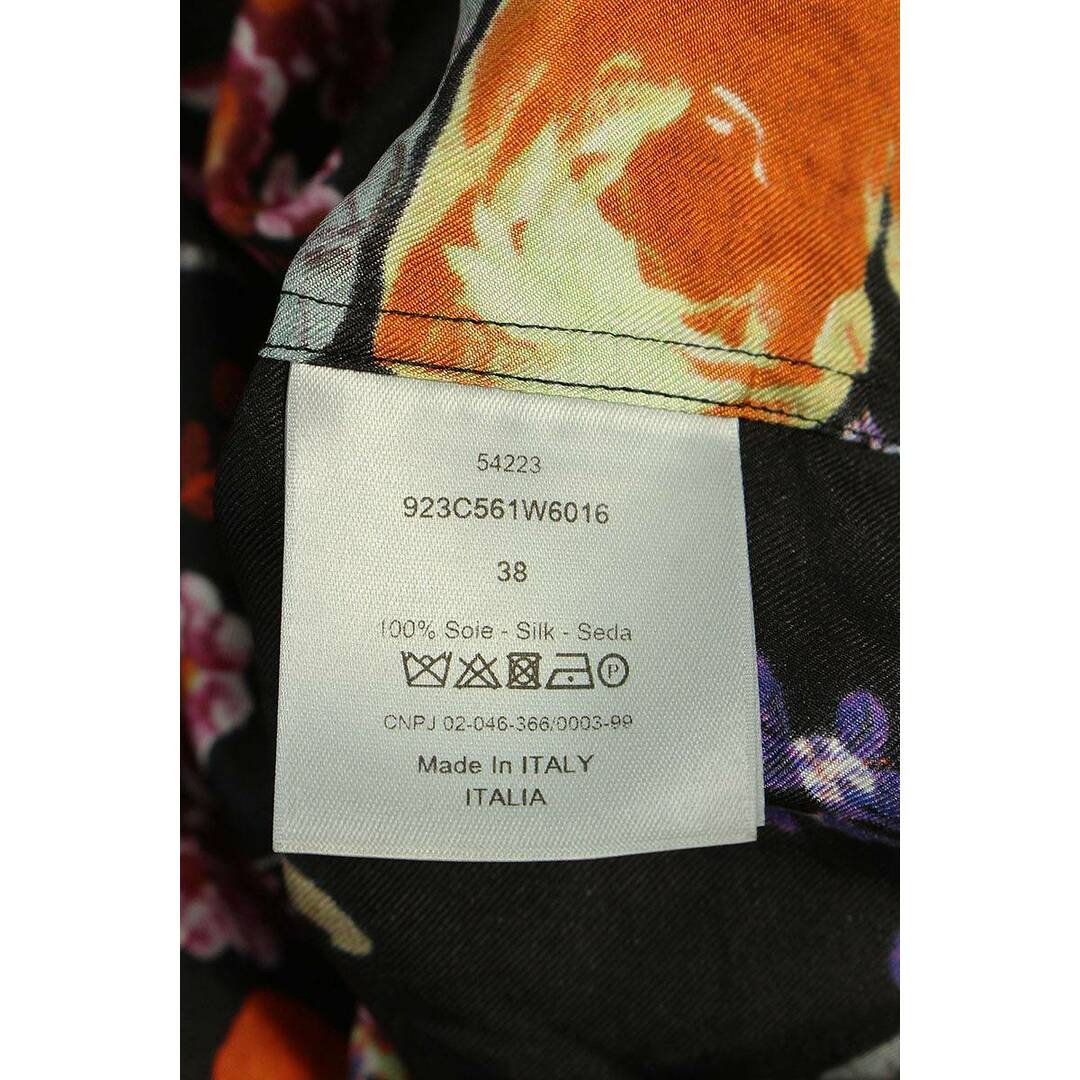 54223
923C561W6016
38
100% Soie - Silk - Seda
P
CNPJ 02-046-366/0003-99
Made In ITALY
ITALIA